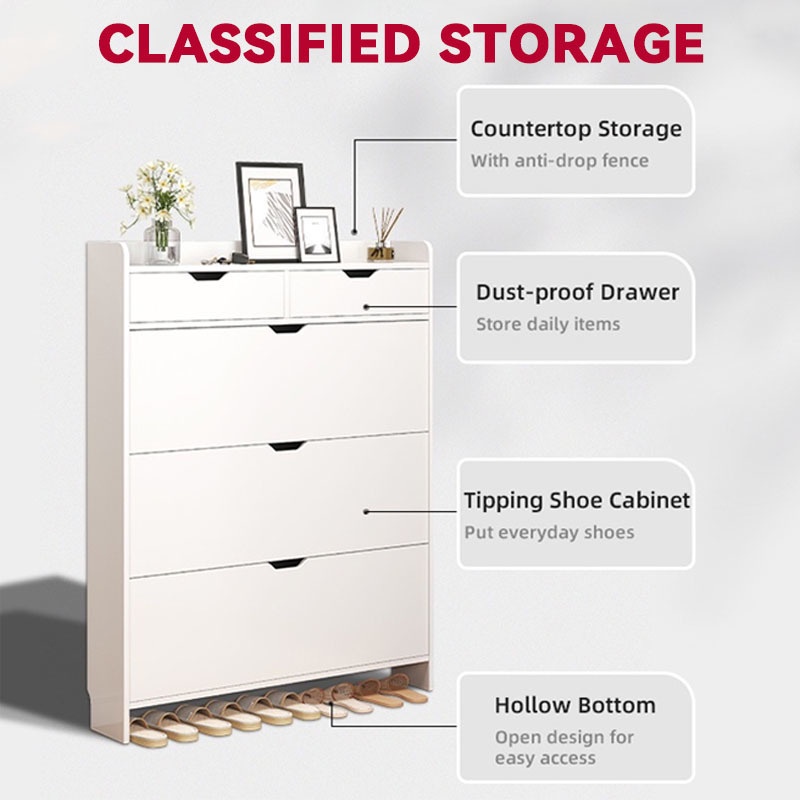 CLASSIFIED STORAGE
Countertop Storage
With anti-drop fence
Dust-proof Drawer
Store daily items
Tipping Shoe Cabinet
Put everyday shoes
Hollow Bottom
Open design for
easy access